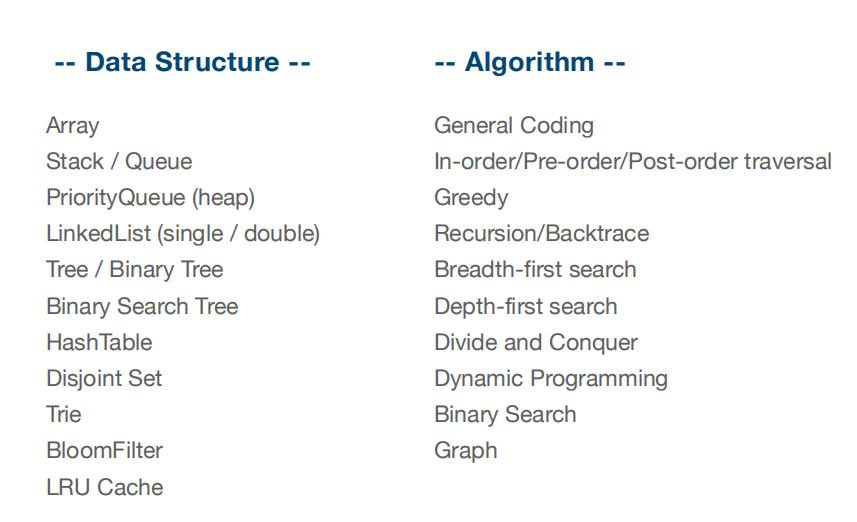 -- Data Structure --
Array
Stack / Queue
PriorityQueue (heap)
LinkedList (single / double)
Tree / Binary Tree
Binary Search Tree
HashTable
Disjoint Set
Trie
BloomFilter
LRU Cache
-- Algorithm --
General Coding
In-order/Pre-order/Post-order traversal
Greedy
Recursion/Backtrace
Breadth-first search
Depth-first search
Divide and Conquer
Dynamic Programming
Binary Search
Graph